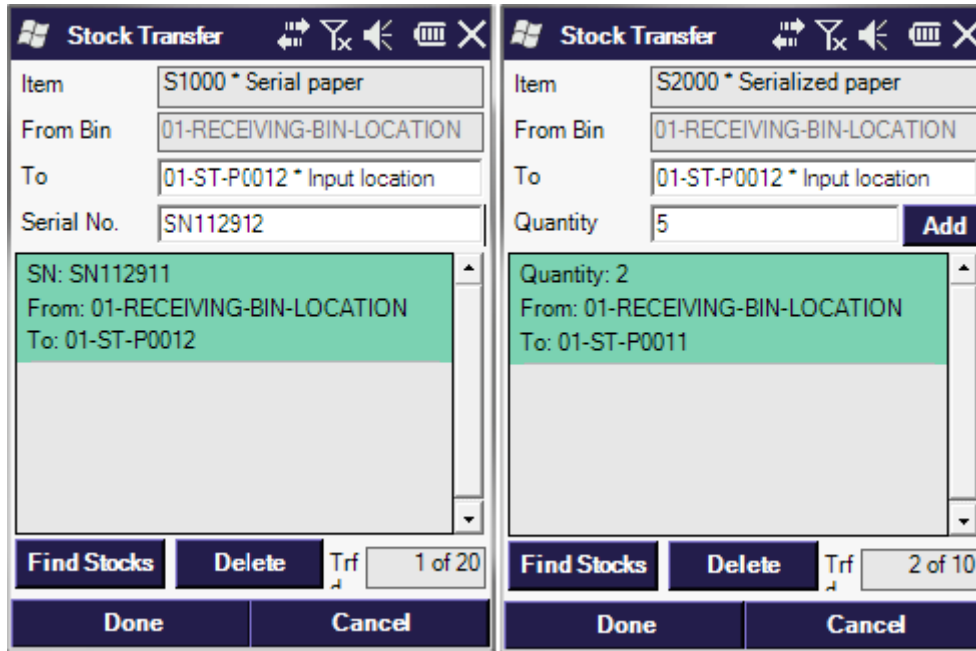 Stock Transfer
Item S1000 * Serial paper
From Bin 01-RECEIVING-BIN-LOCATION
To 01-ST-P0012 * Input location
Serial No. SN112912
SN: SN112911
From: 01-RECEIVING-BIN-LOCATION
To: 01-ST-P0012
Find Stocks Delete Trf 1 of 20
Done Cancel
Stock Transfer
Item S2000 * Serialized paper
From Bin 01-RECEIVING-BIN-LOCATION
To 01-ST-P0012 * Input location
Quantity 5 Add
Quantity: 2
From: 01-RECEIVING-BIN-LOCATION
To: 01-ST-P0011
Find Stocks Delete Trf 2 of 10
Done Cancel